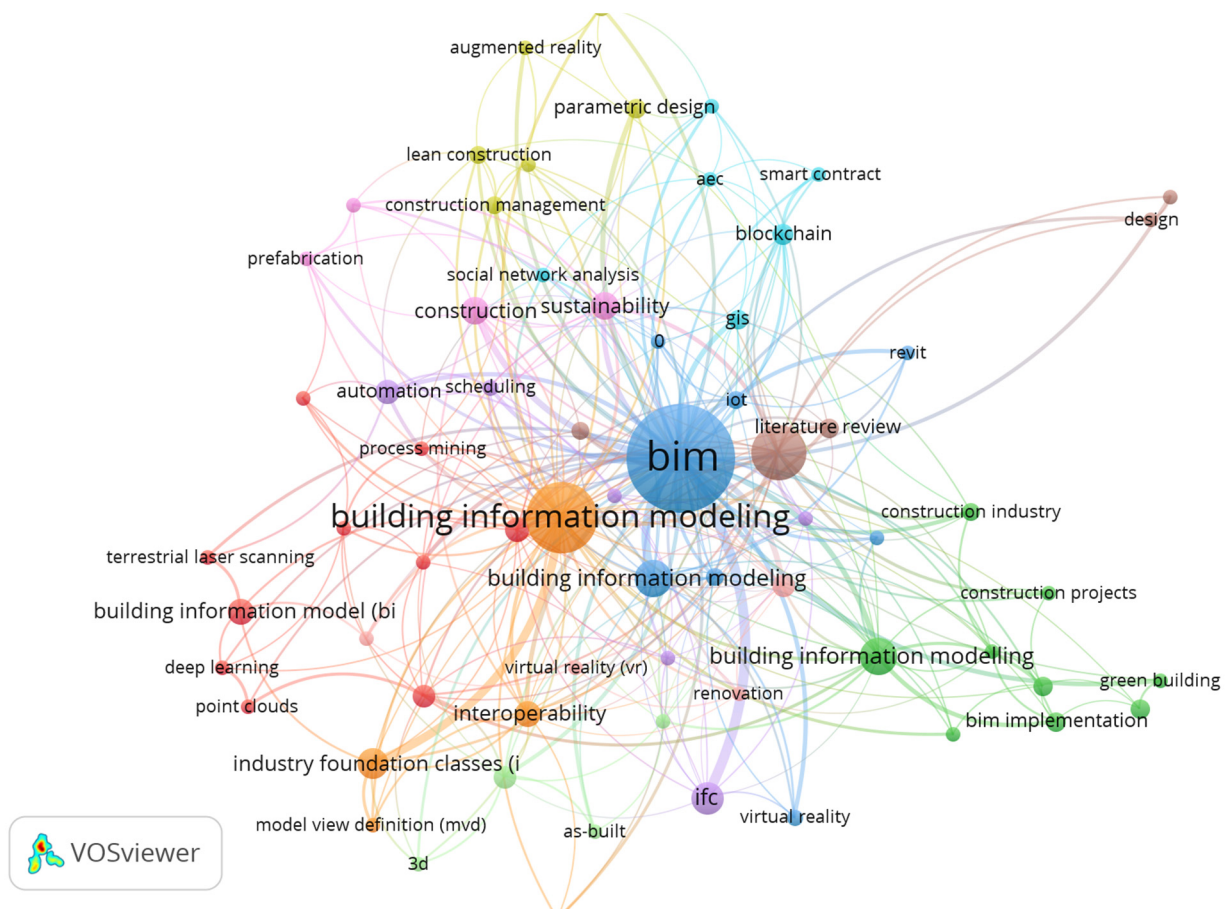 augmented reality
parametric design
lean construction
smart contract
aec
construction management
design
blockchain
prefabrication
social network analysis
sustainability
construction
gis
0
revit
scheduling
automation
iot
literature review
process mining
bim
construction industry
building information modeling
terrestrial laser scanning
building information modeling
construction projects
building information model (bi
building information modelling
deep learning
virtual reality (vr)
green building
renovation
point clouds
interoperability
bim implementation
industry foundation classes (i
ifc
virtual reality
model view definition (mvd)
as-built
VOSviewer
3d